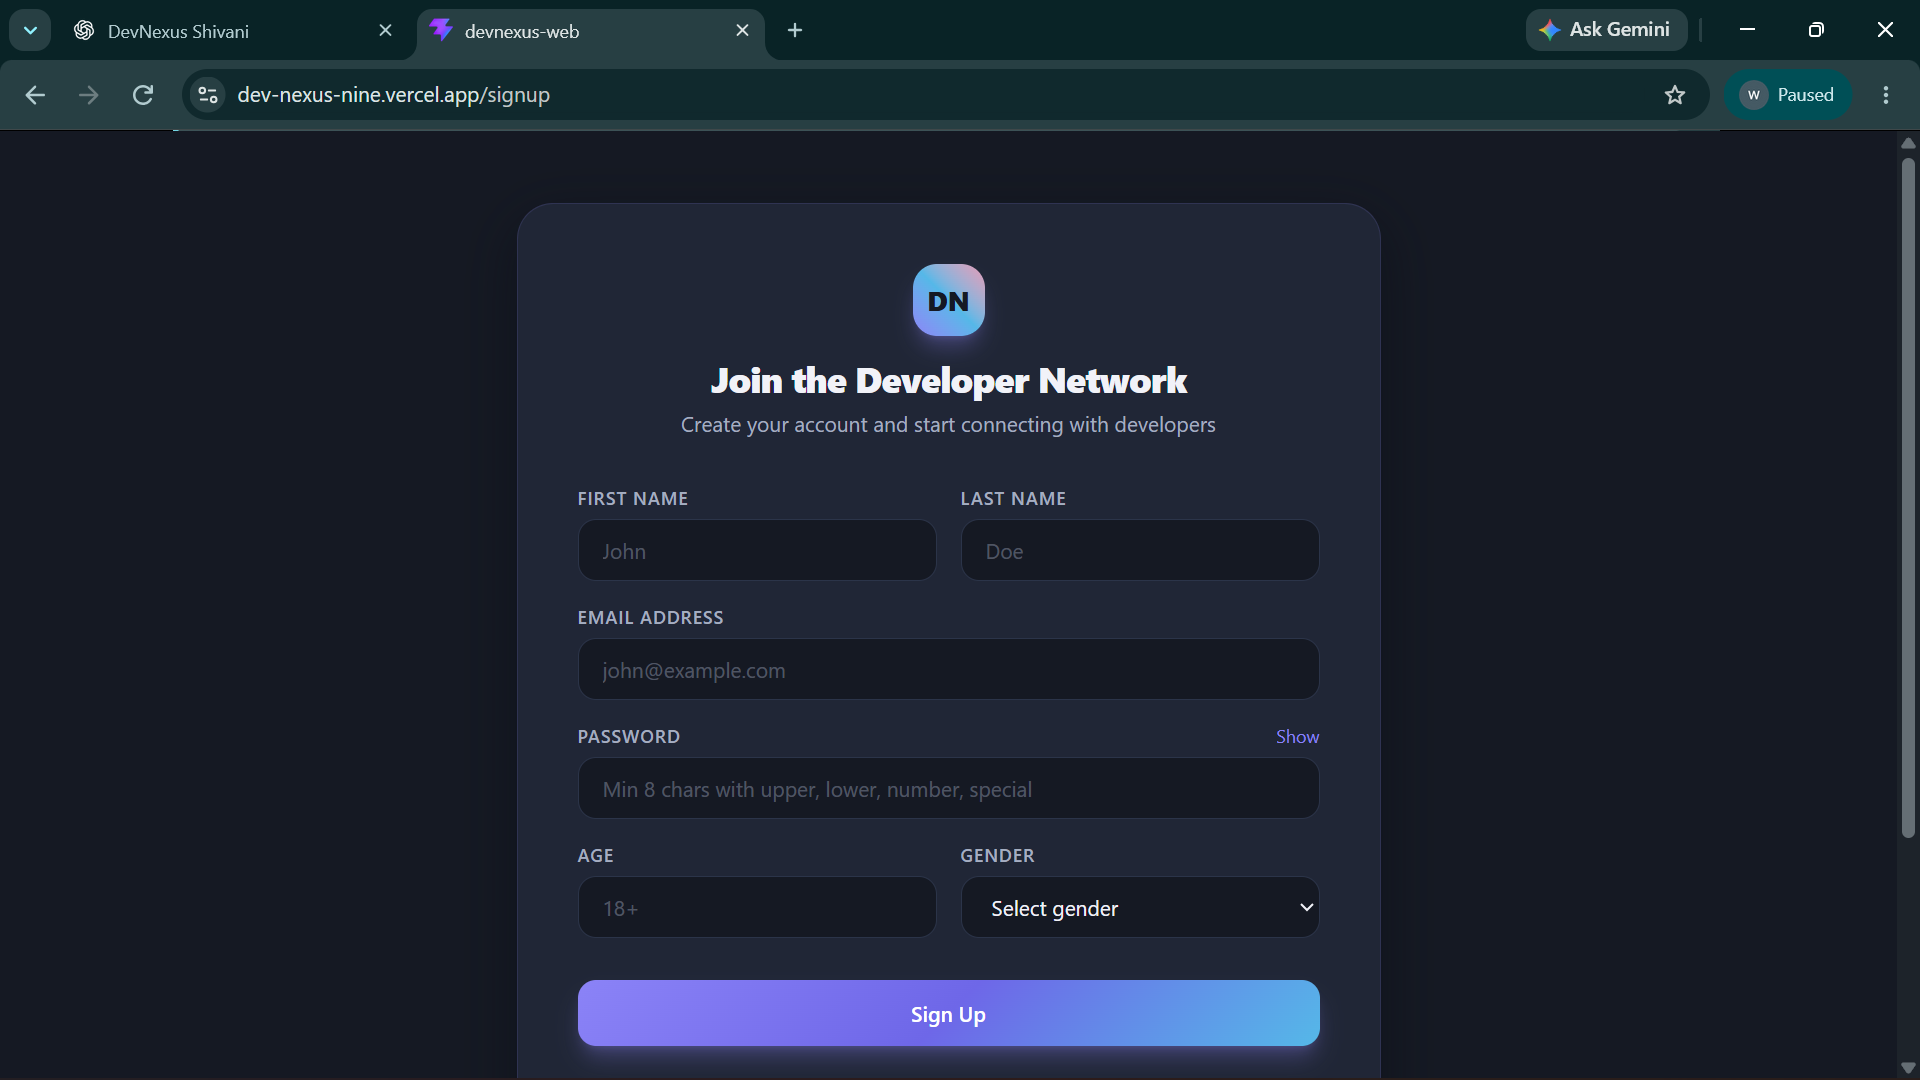 DevNexus Shivani
devnexus-web
Ask Gemini
dev-nexus-nine.vercel.app/signup
W Paused
DN
Join the Developer Network
Create your account and start connecting with developers
FIRST NAME LAST NAME
John Doe
EMAIL ADDRESS
john@example.com
PASSWORD Show
Min 8 chars with upper, lower, number, special
AGE GENDER
18+ Select gender
Sign Up